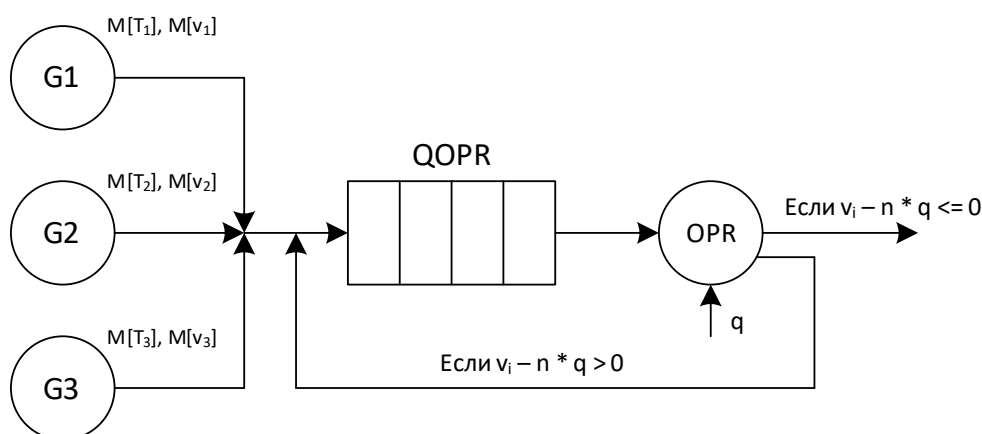 M[T₁], M[v₁]
G1
QOPR
M[T₂], M[v₂]
G2
OPR
Если vᵢ – n * q <= 0
q
M[T₃], M[v₃]
G3
Если vᵢ – n * q > 0